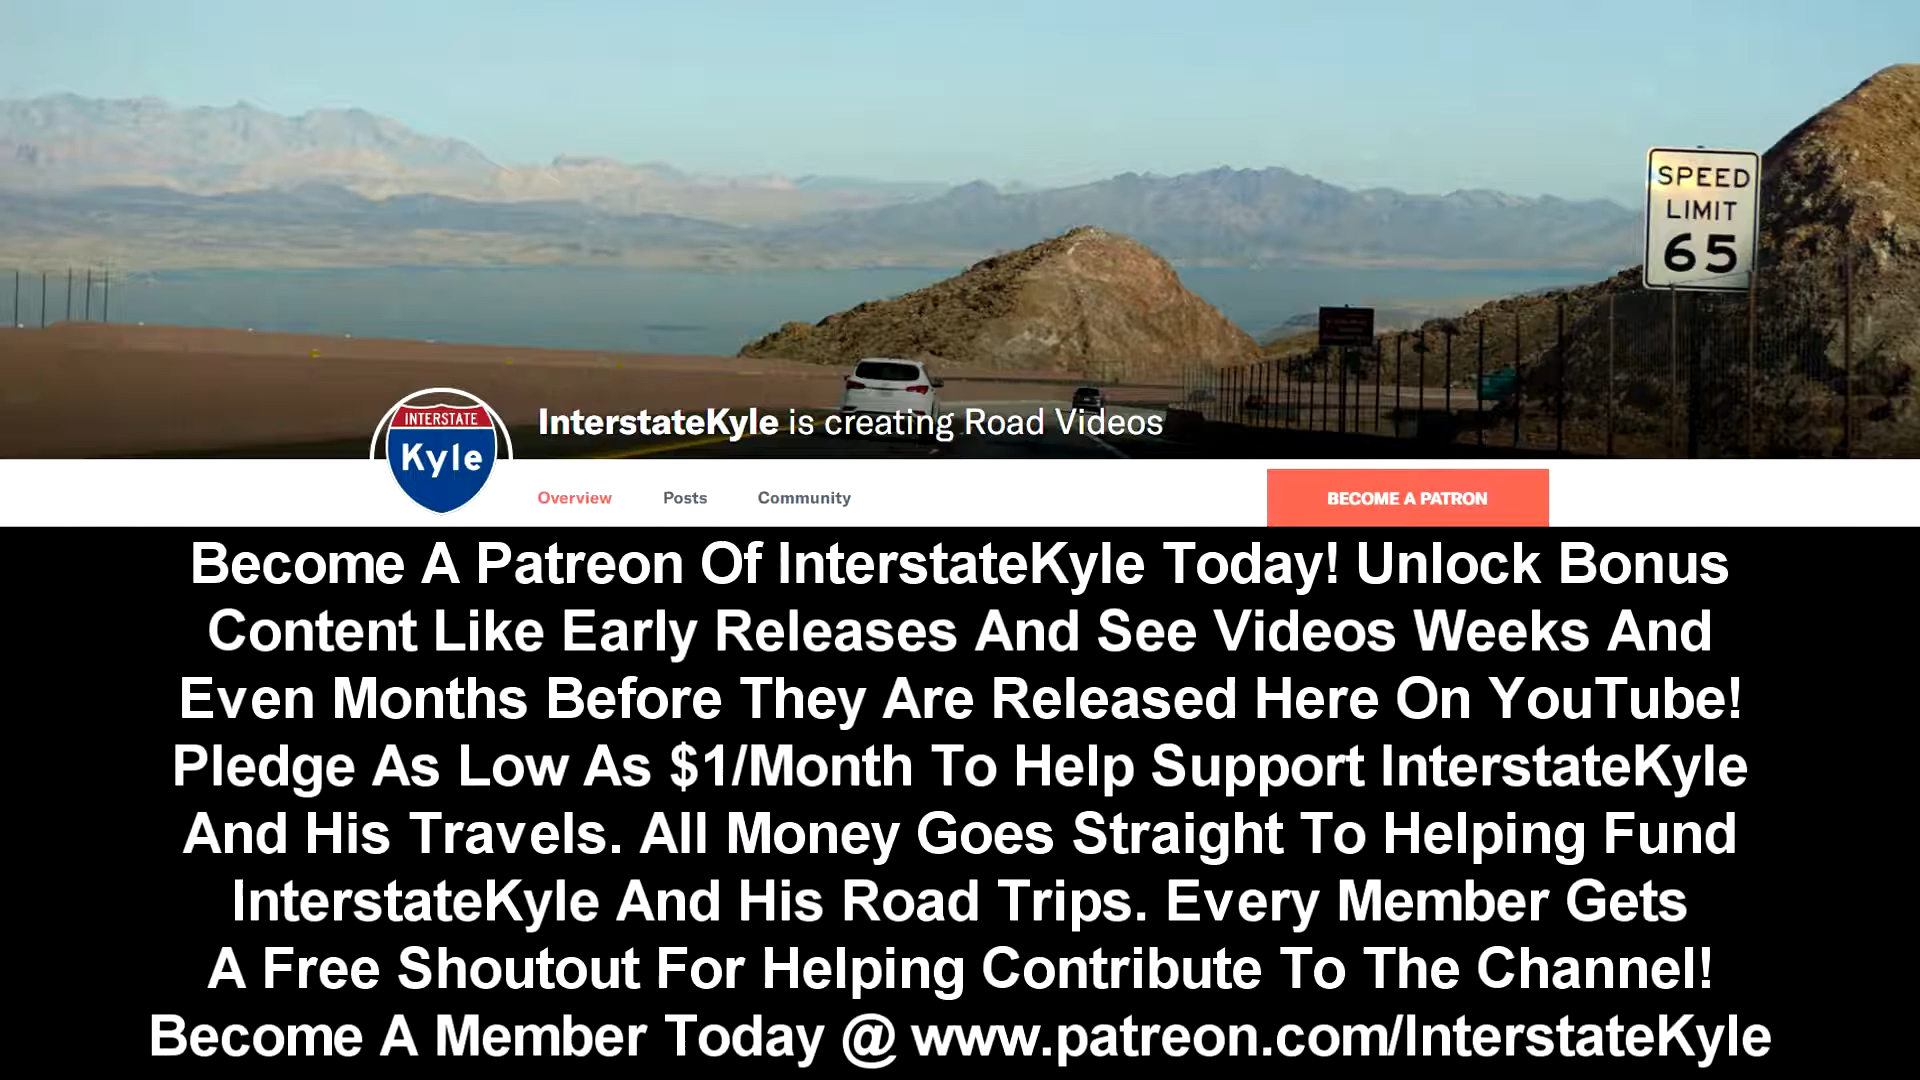 SPEED
LIMIT
65
INTERSTATE
Kyle
InterstateKyle is creating Road Videos
Overview Posts Community BECOME A PATRON
Become A Patreon Of InterstateKyle Today! Unlock Bonus
Content Like Early Releases And See Videos Weeks And
Even Months Before They Are Released Here On YouTube!
Pledge As Low As $1/Month To Help Support InterstateKyle
And His Travels. All Money Goes Straight To Helping Fund
InterstateKyle And His Road Trips. Every Member Gets
A Free Shoutout For Helping Contribute To The Channel!
Become A Member Today @ www.patreon.com/InterstateKyle